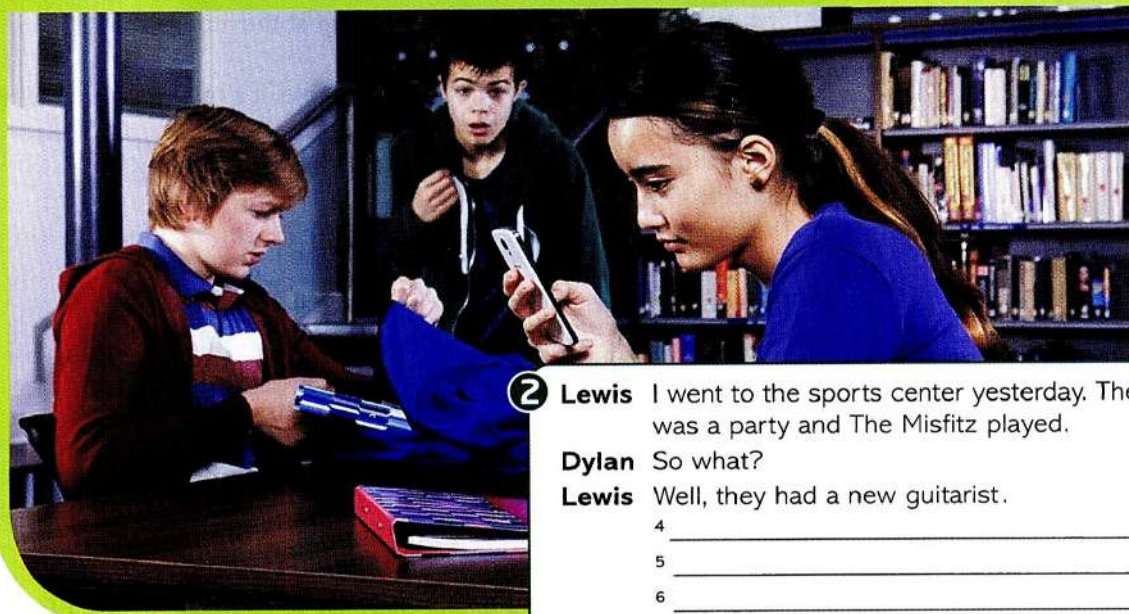 2 Lewis I went to the sports center yesterday. The
was a party and The Misfitz played.
Dylan So what?
Lewis Well, they had a new guitarist.
4
5
6